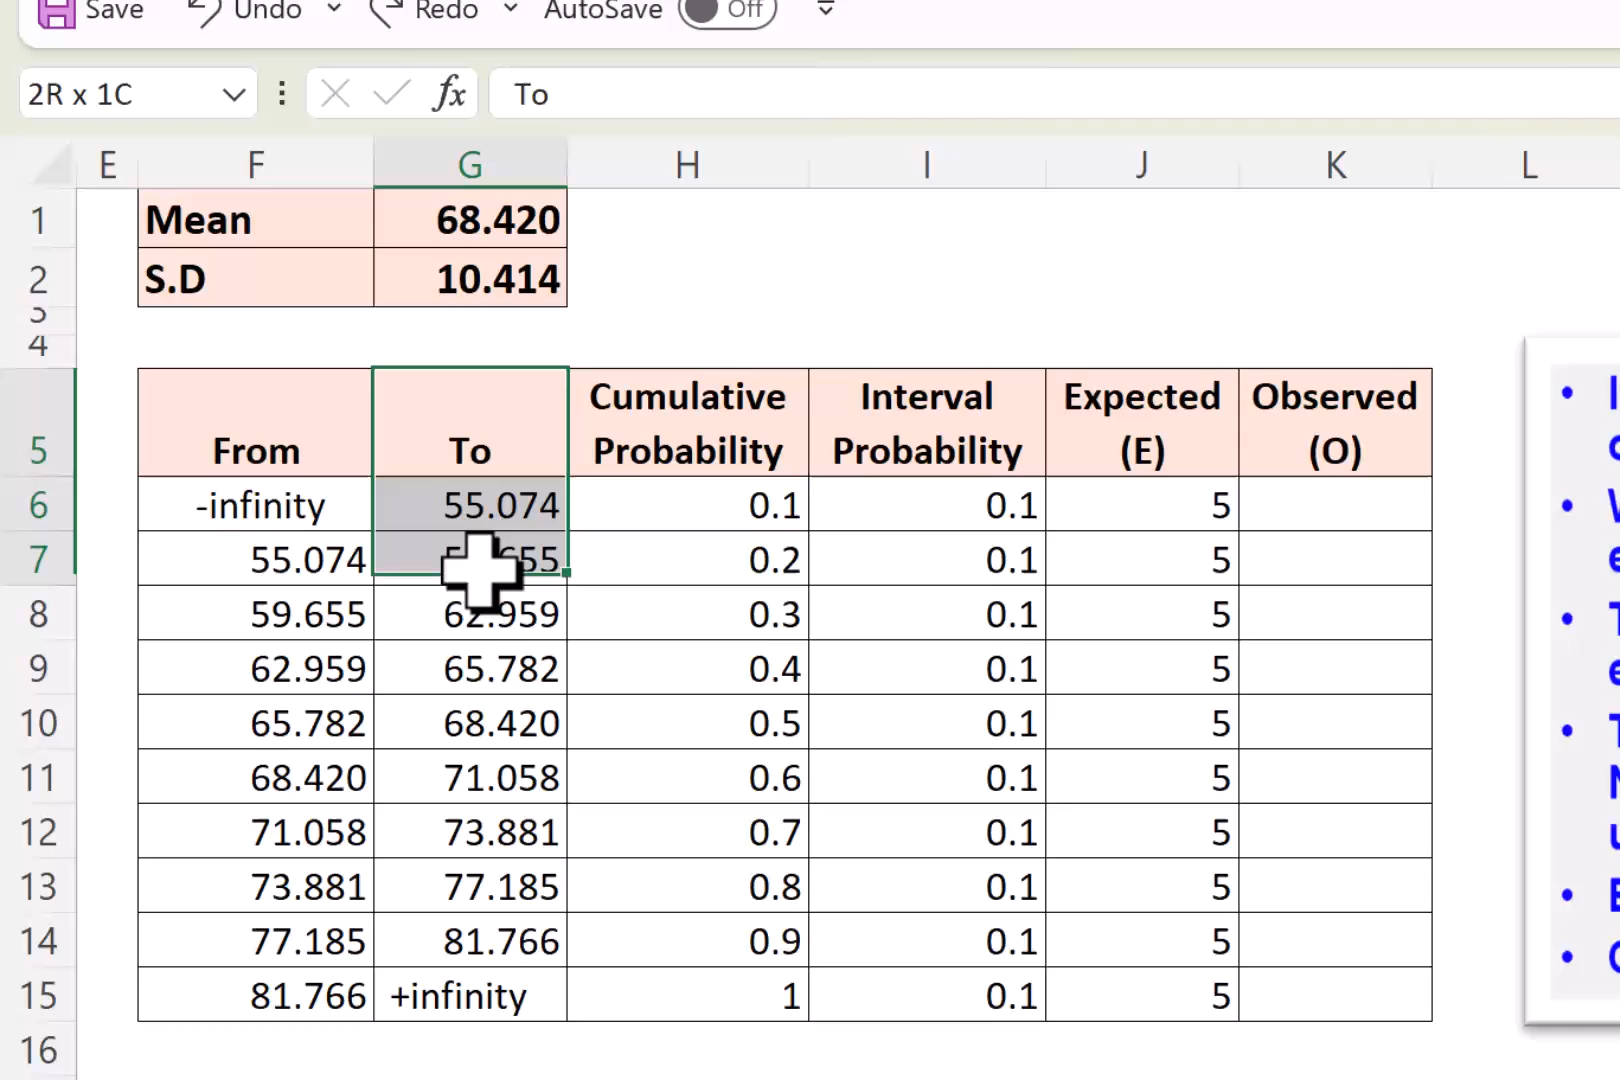 Save Undo Redo AutoSave Off
2R x 1C fx To
E F G H I J K L
1 Mean 68.420
2 S.D 10.414
3
4
Cumulative Interval Expected Observed
5 From To Probability Probability (E) (O)
6 -infinity 55.074 0.1 0.1 5
7 55.074 0.2 0.1 5
8 59.655 62.959 0.3 0.1 5
9 62.959 65.782 0.4 0.1 5
10 65.782 68.420 0.5 0.1 5
11 68.420 71.058 0.6 0.1 5
12 71.058 73.881 0.7 0.1 5
13 73.881 77.185 0.8 0.1 5
14 77.185 81.766 0.9 0.1 5
15 81.766 +infinity 1 0.1 5
16